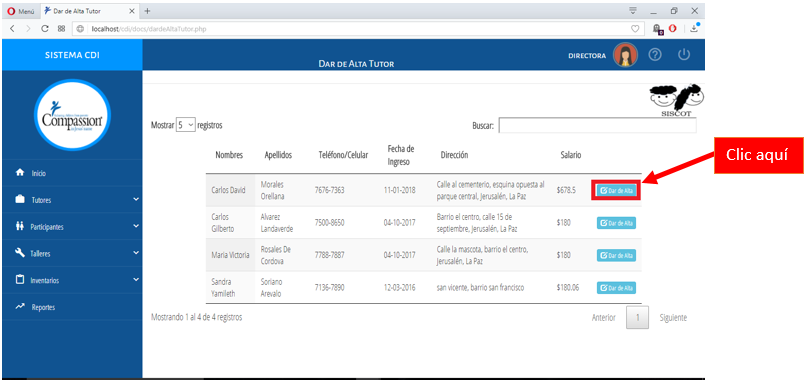 Menú
Dar de Alta Tutor
localhost/cdi/docs/dardeAltaTutor.php
SISTEMA CDI
DAR DE ALTA TUTOR
DIRECTORA
Compassion
SISCOT
Mostrar 5 registros
Buscar:
Nombres Apellidos Teléfono/Celular Fecha de Ingreso Dirección Salario
Carlos David Morales Orellana 7676-7363 11-01-2018 Calle al cementerio, esquina opuesta al parque central, Jerusalén, La Paz $678.5 Dar de Alta
Carlos Gilberto Alvarez Landaverde 7500-8650 04-10-2017 Barrio el centro, calle 15 de septiembre, Jerusalén, La Paz $180 Dar de Alta
Maria Victoria Rosales De Cordova 7788-7887 04-10-2017 Calle la mascota, barrio el centro, Jerusalén, La Paz $180 Dar de Alta
Sandra Yamileth Soriano Arevalo 7136-7890 12-03-2016 san vicente, barrio san francisco $180.06 Dar de Alta
Mostrando 1 al 4 de 4 registros
Anterior 1 Siguiente
Inicio
Tutores
Participantes
Talleres
Inventarios
Reportes
Clic aquí